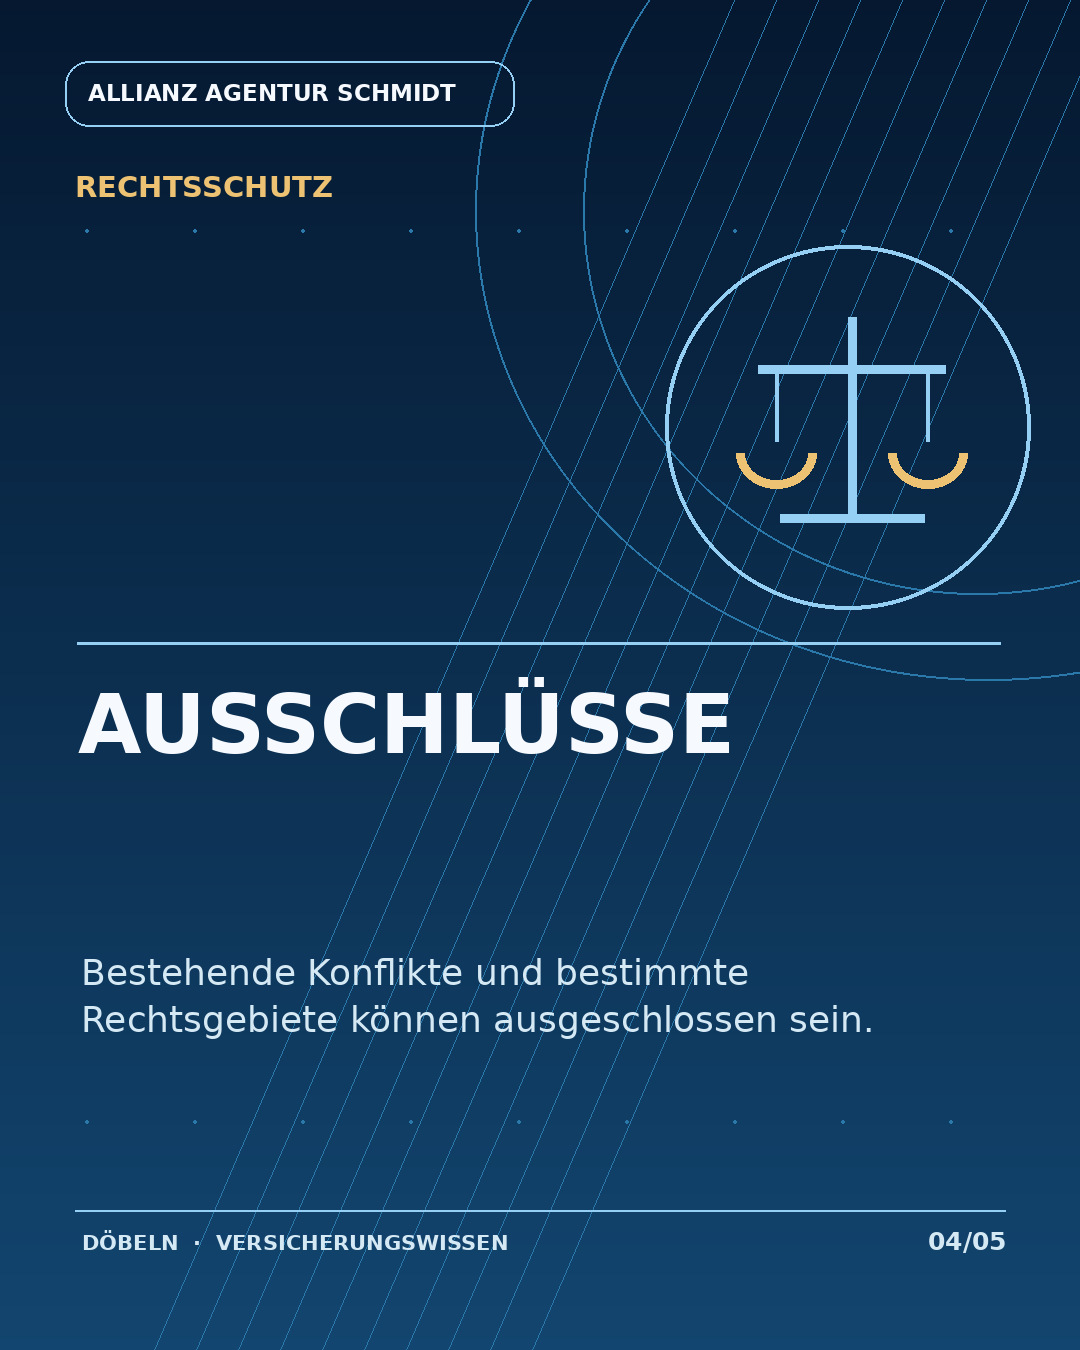 ALLIANZ AGENTUR SCHMIDT
RECHTSSCHUTZ
AUSSCHLÜSSE
Bestehende Konflikte und bestimmte
Rechtsgebiete können ausgeschlossen sein.
DÖBELN · VERSICHERUNGSWISSEN
04/05